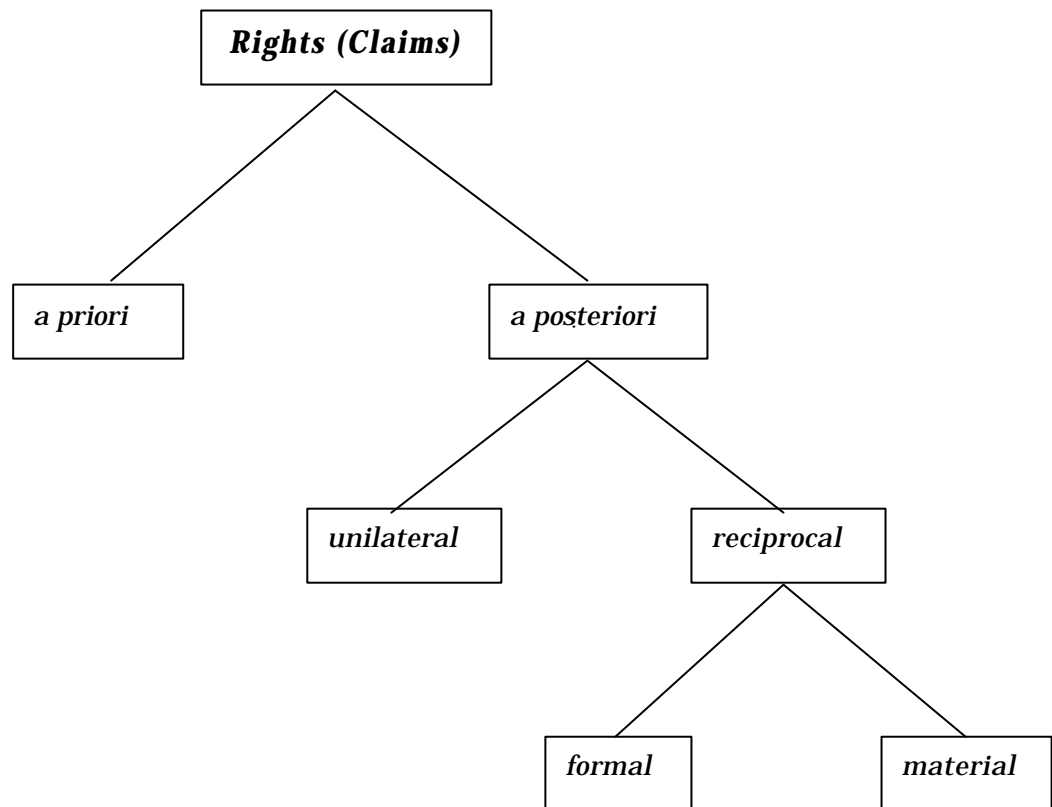 Rights (Claims)
a priori
a posteriori
unilateral
reciprocal
formal
material